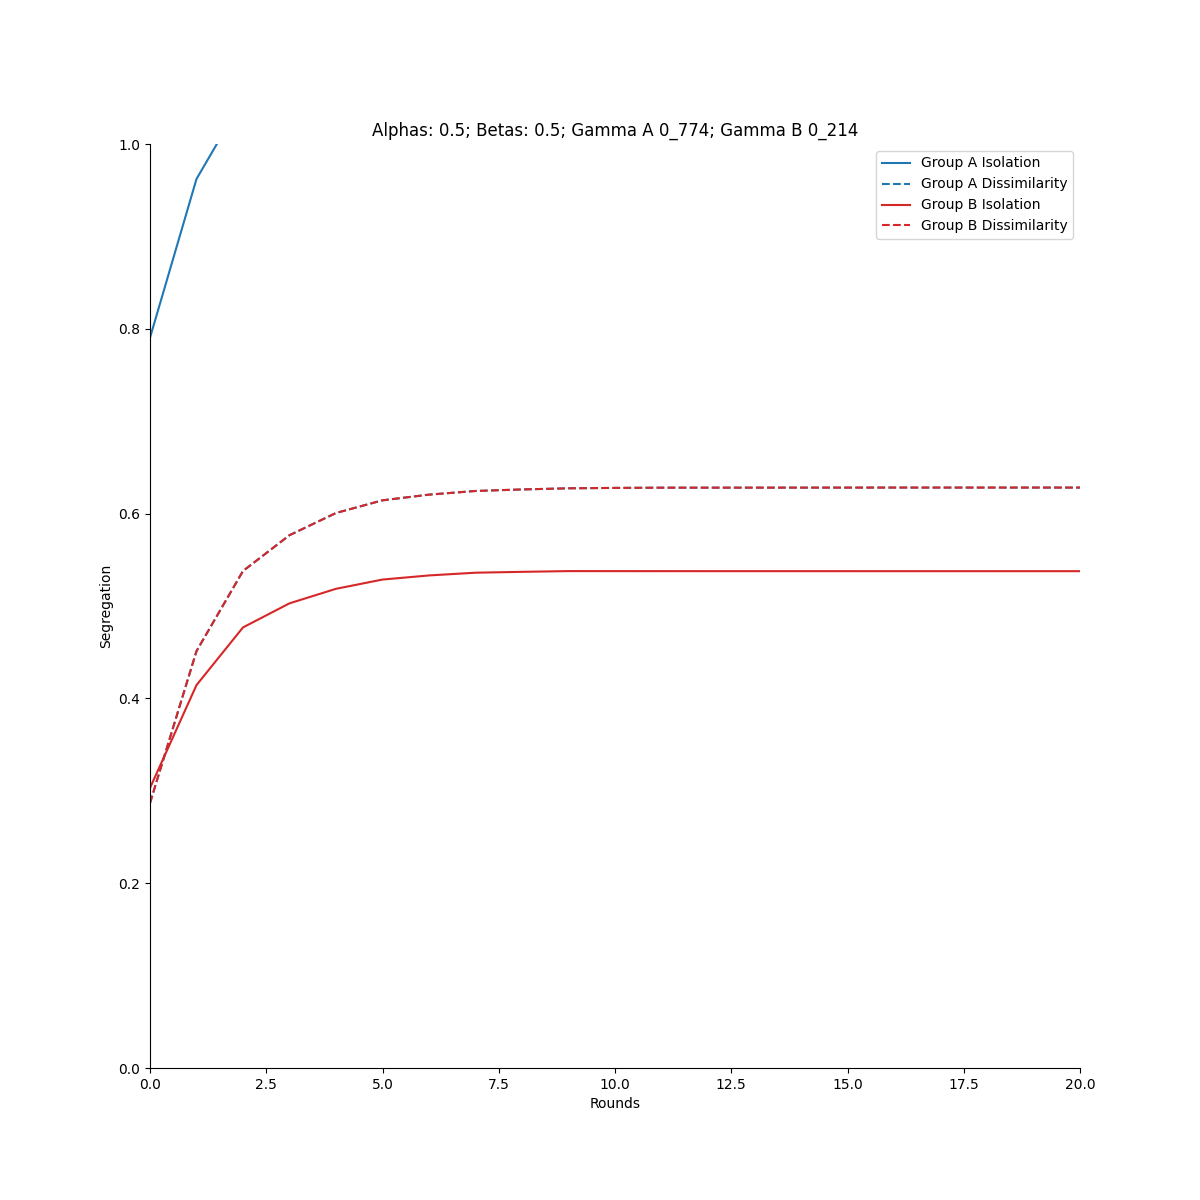 Alphas: 0.5; Betas: 0.5; Gamma A 0_774; Gamma B 0_214
Group A Isolation
Group A Dissimilarity
Group B Isolation
Group B Dissimilarity
1.0
0.8
0.6
0.4
0.2
0.0
Segregation
0.0 2.5 5.0 7.5 10.0 12.5 15.0 17.5 20.0
Rounds